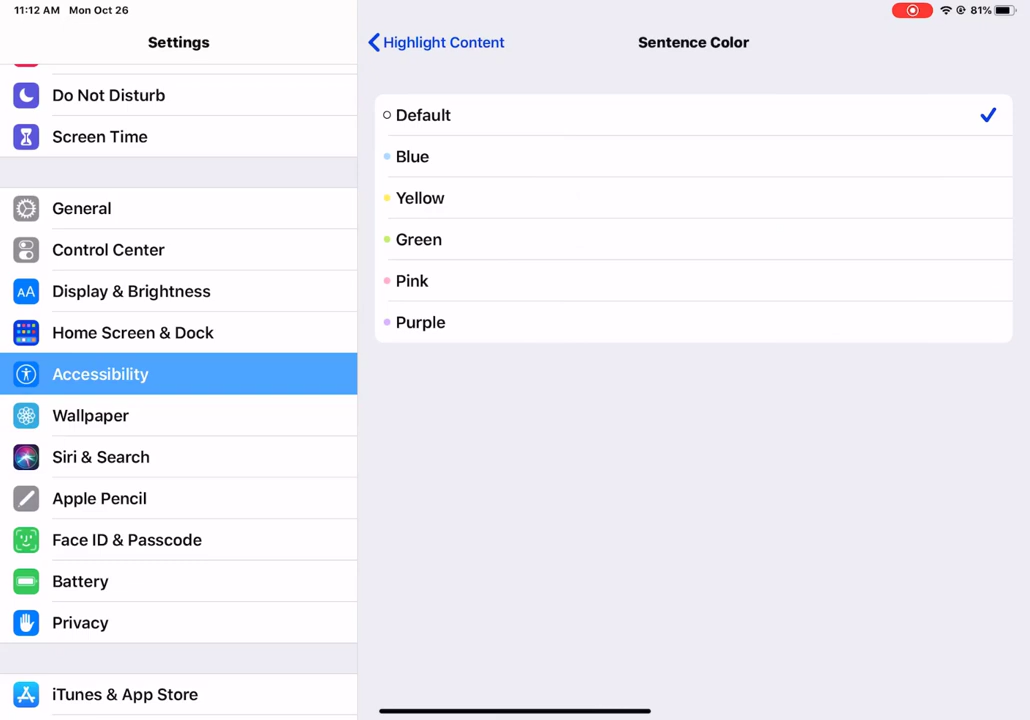 11:12 AM Mon Oct 26
81%
Settings
Do Not Disturb
Screen Time
General
Control Center
AA
Display & Brightness
Home Screen & Dock
Accessibility
Wallpaper
Siri & Search
Apple Pencil
Face ID & Passcode
Battery
Privacy
iTunes & App Store
Highlight Content
Sentence Color
Default
Blue
Yellow
Green
Pink
Purple